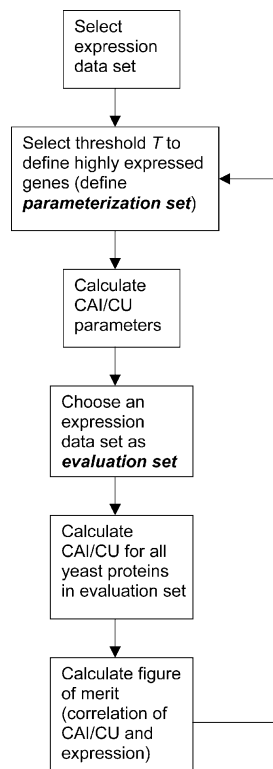 Select
expression
data set
Select threshold T to
define highly expressed
genes (define
parameterization set)
Calculate
CAI/CU
parameters
Choose an
expression
data set as
evaluation set
Calculate
CAI/CU for all
yeast proteins
in evaluation set
Calculate figure
of merit
(correlation of
CAI/CU and
expression)